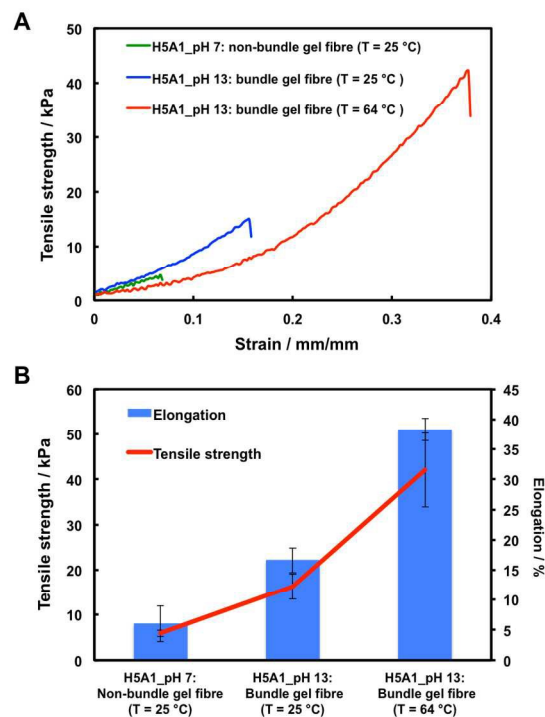 A
50
H5A1_pH 7: non-bundle gel fibre (T = 25 °C)
H5A1_pH 13: bundle gel fibre (T = 25 °C )
40
H5A1_pH 13: bundle gel fibre (T = 64 °C )
30
Tensile strength / kPa
20
10
0
0 0.1 0.2 0.3 0.4
Strain / mm/mm
B
60 45
Elongation
50 40
Tensile strength
35
40 30
Tensile strength / kPa
30 25
Elongation / %
20
20 15
10
10 5
0 0
H5A1_pH 7: H5A1_pH 13: H5A1_pH 13:
Non-bundle gel fibre Bundle gel fibre Bundle gel fibre
(T = 25 °C) (T = 25 °C) (T = 64 °C)